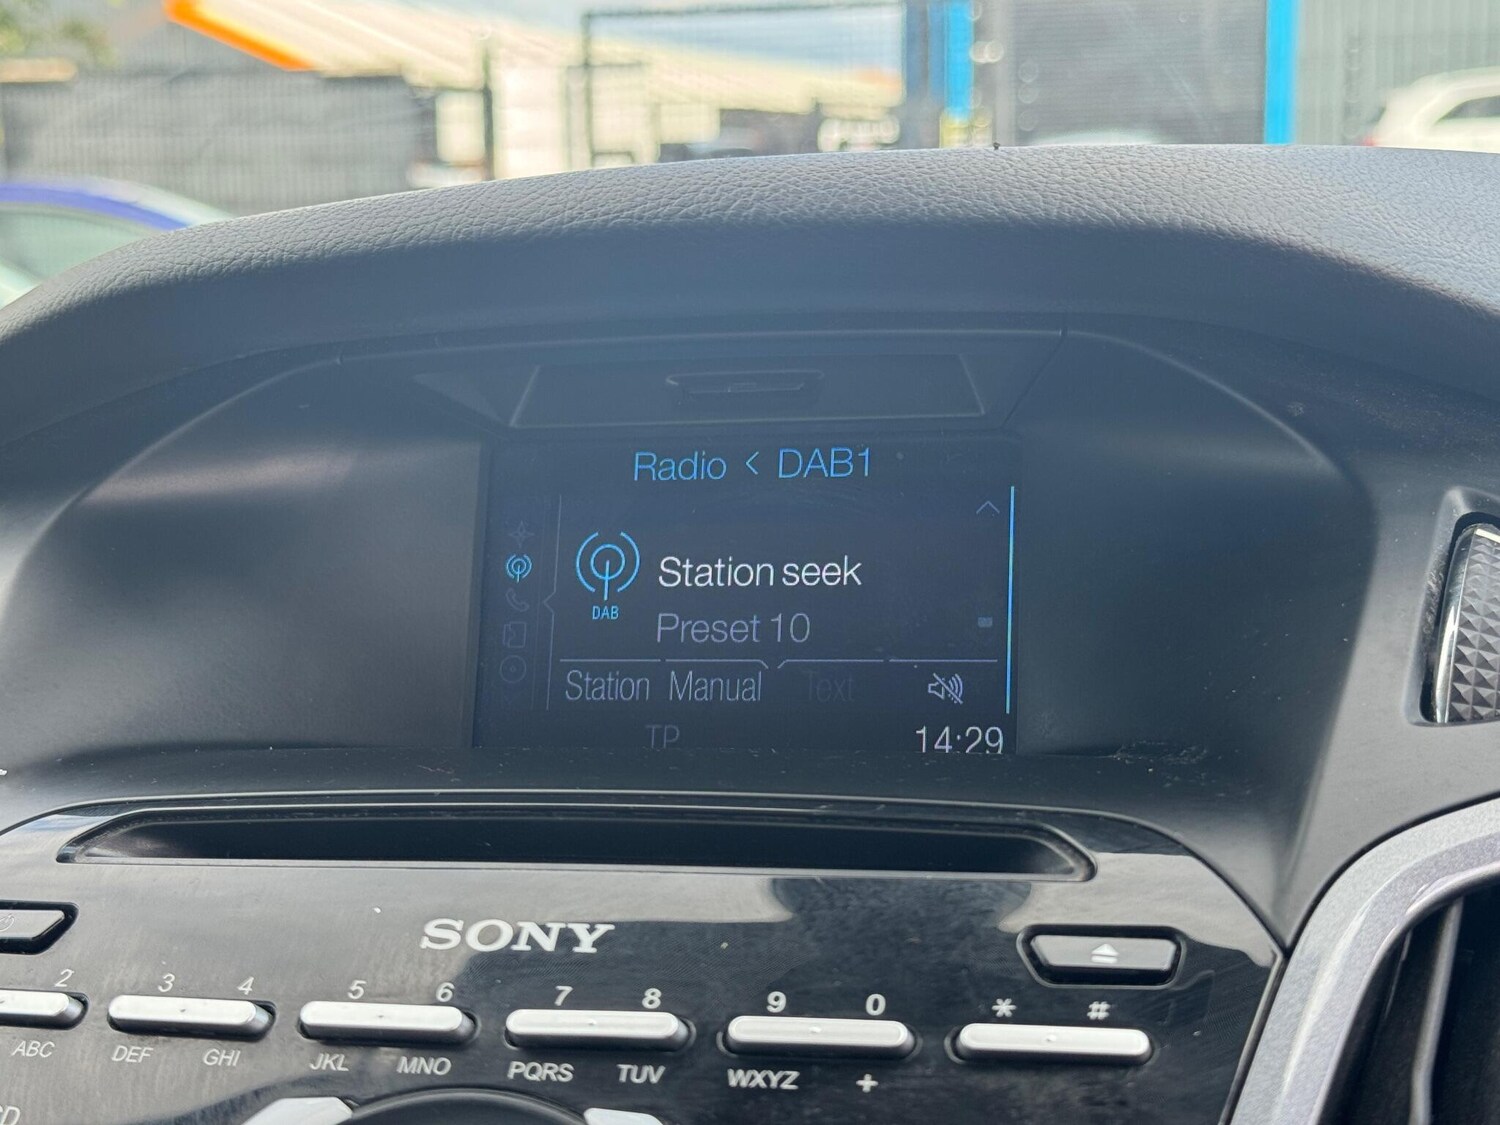 Radio < DAB1
DAB
Station seek
Preset 10
Station Manual Text
TP 14:29
SONY
2 3 4 5 6 7 8 9 0 * #
ABC DEF GHI JKL MNO PQRS TUV WXYZ +